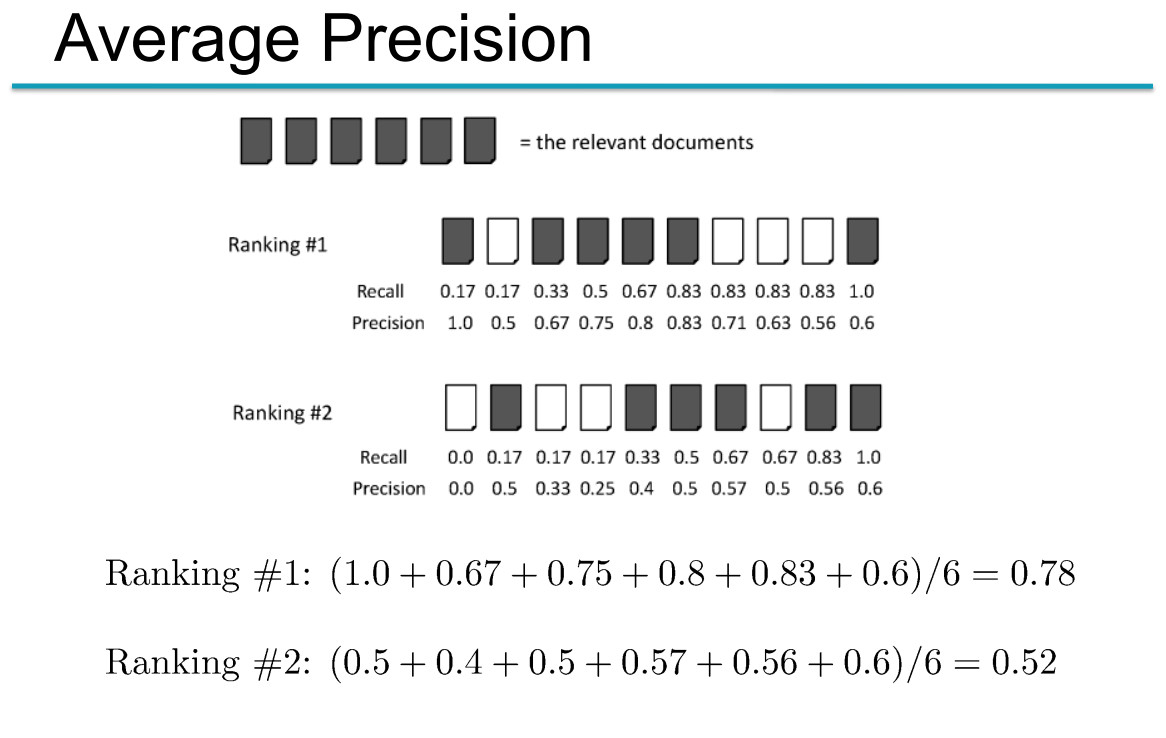 Average Precision
= the relevant documents
Ranking #1
Recall 0.17 0.17 0.33 0.5 0.67 0.83 0.83 0.83 0.83 1.0
Precision 1.0 0.5 0.67 0.75 0.8 0.83 0.71 0.63 0.56 0.6
Ranking #2
Recall 0.0 0.17 0.17 0.17 0.33 0.5 0.67 0.67 0.83 1.0
Precision 0.0 0.5 0.33 0.25 0.4 0.5 0.57 0.5 0.56 0.6
Ranking #1: (1.0 + 0.67 + 0.75 + 0.8 + 0.83 + 0.6)/6 = 0.78
Ranking #2: (0.5 + 0.4 + 0.5 + 0.57 + 0.56 + 0.6)/6 = 0.52